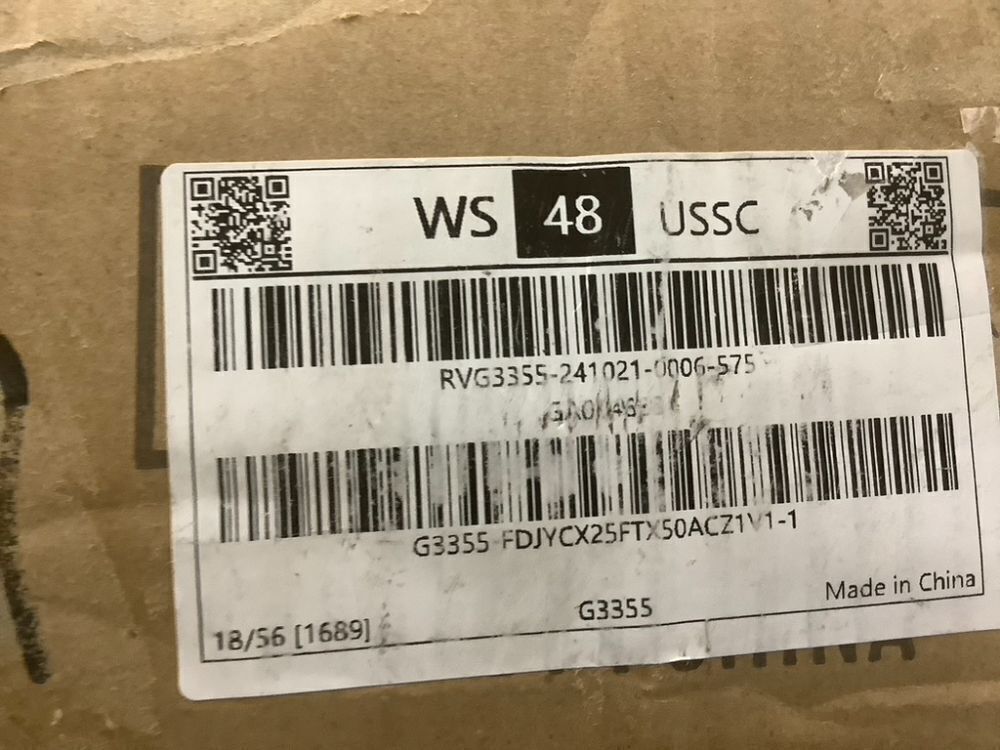 WS 48 USSC
RVG3355-241021-0006-575
G3355-FDJYCX25FTX50ACZ1V1-1
G3355
Made in China
18/56 [1689]